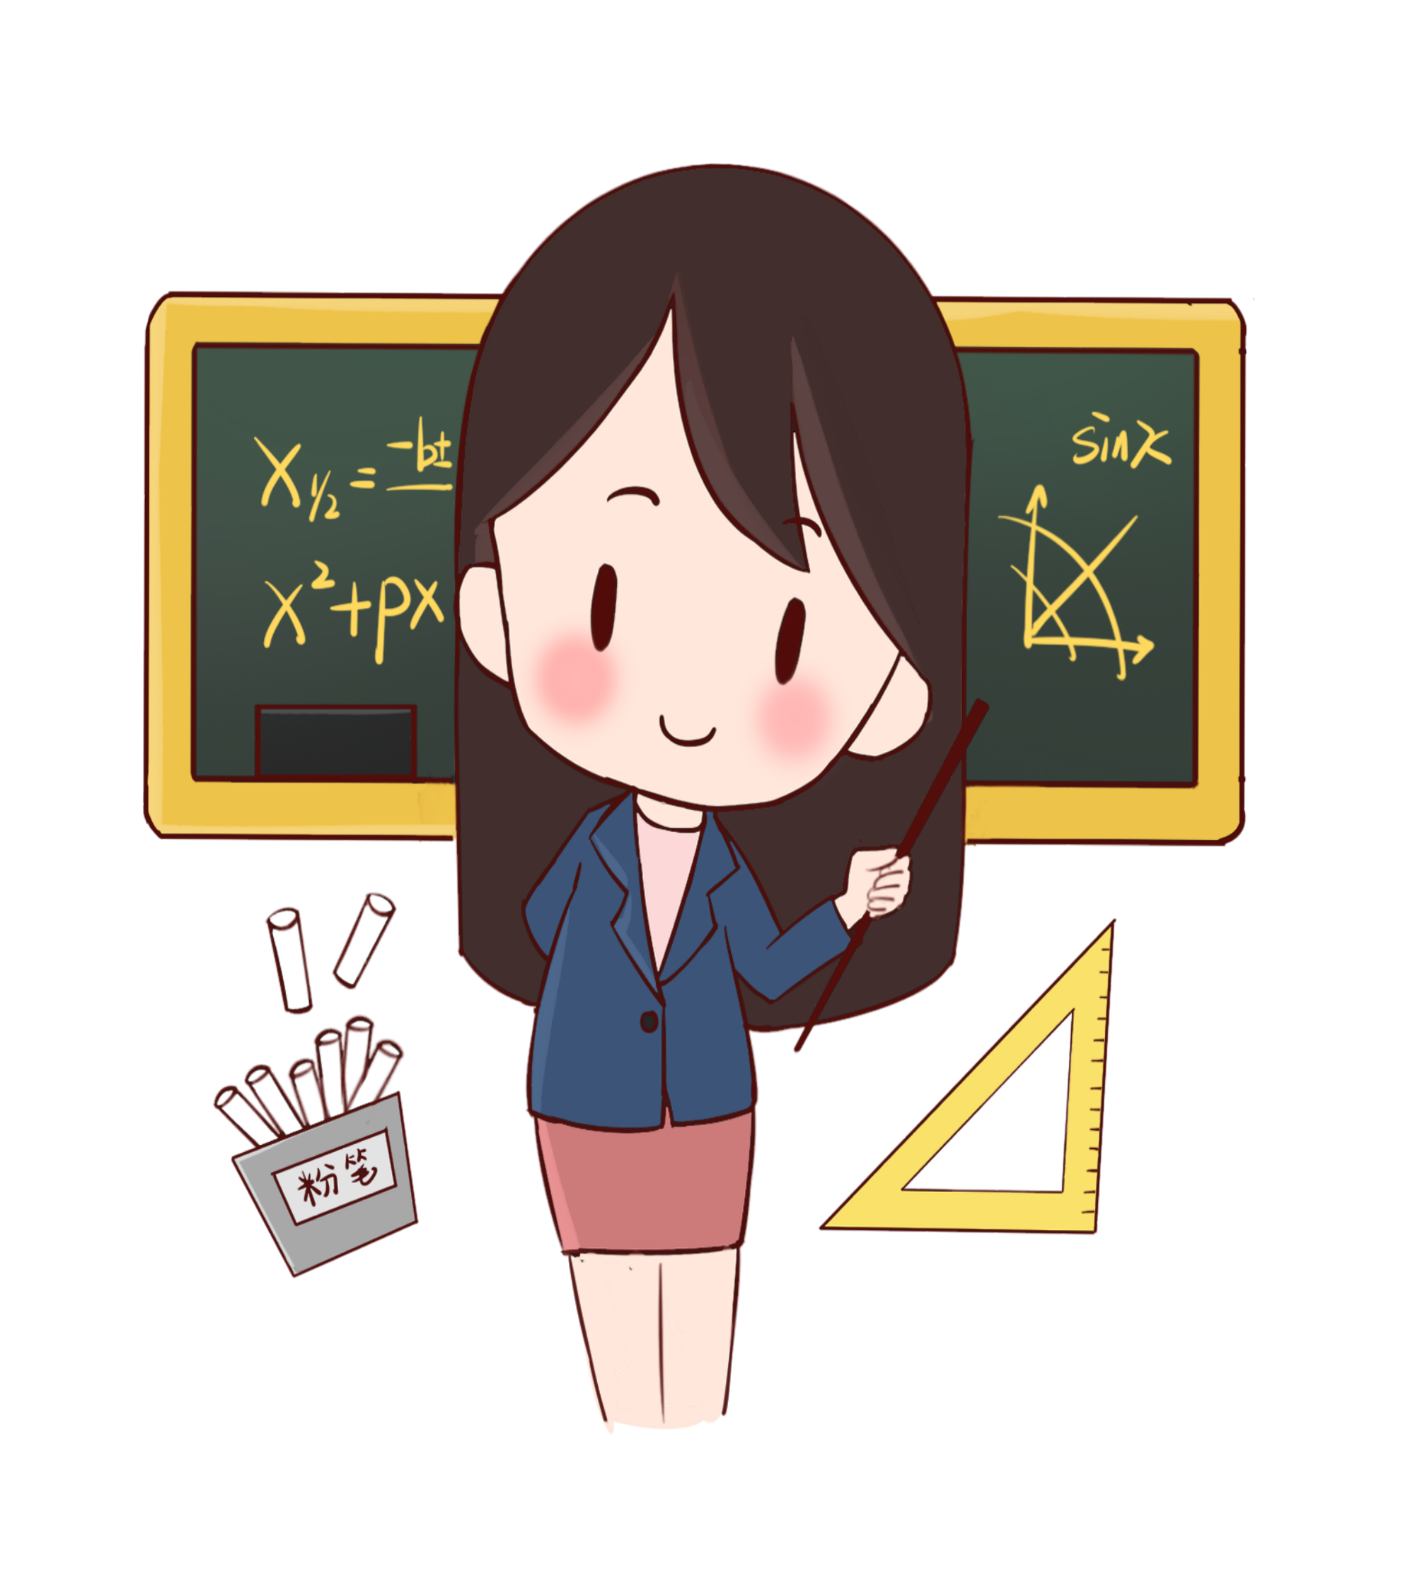 x½ = -b±
x²+px
sinx
粉笔